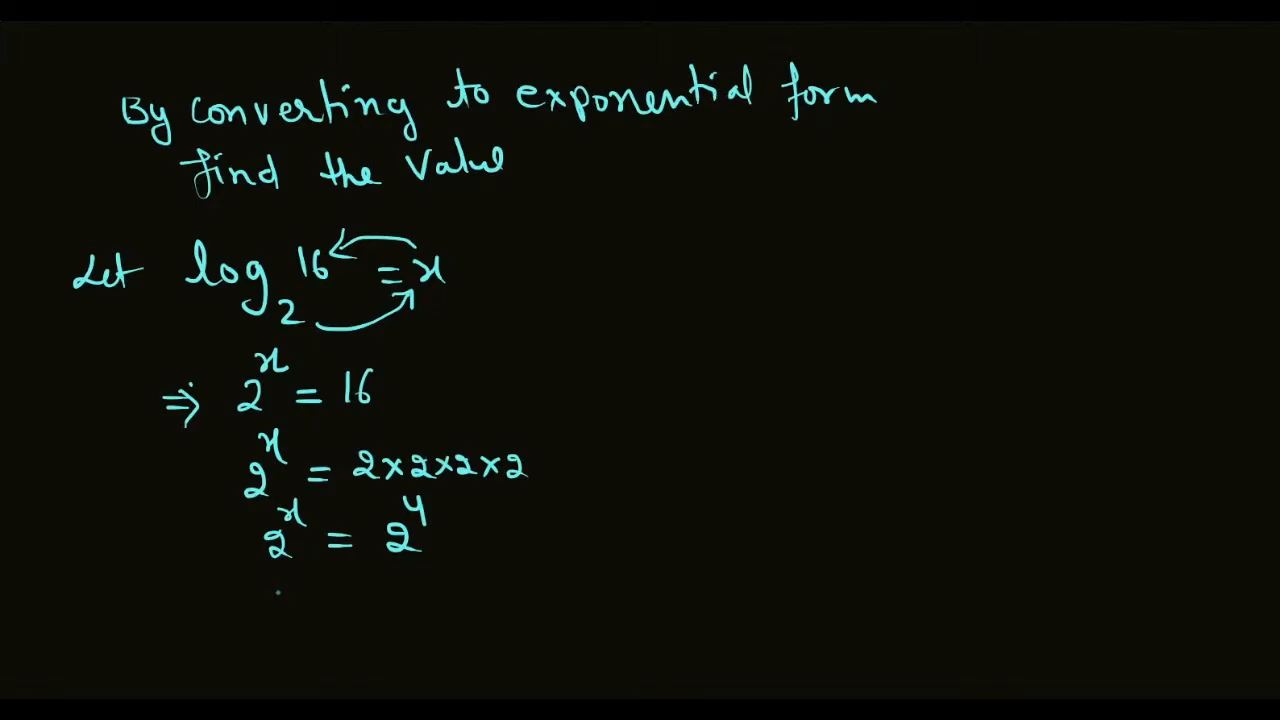 By converting to exponential form
find the value
Let log₂ 16 = x
⇒ 2ˣ = 16
2ˣ = 2×2×2×2
2ˣ = 2⁴